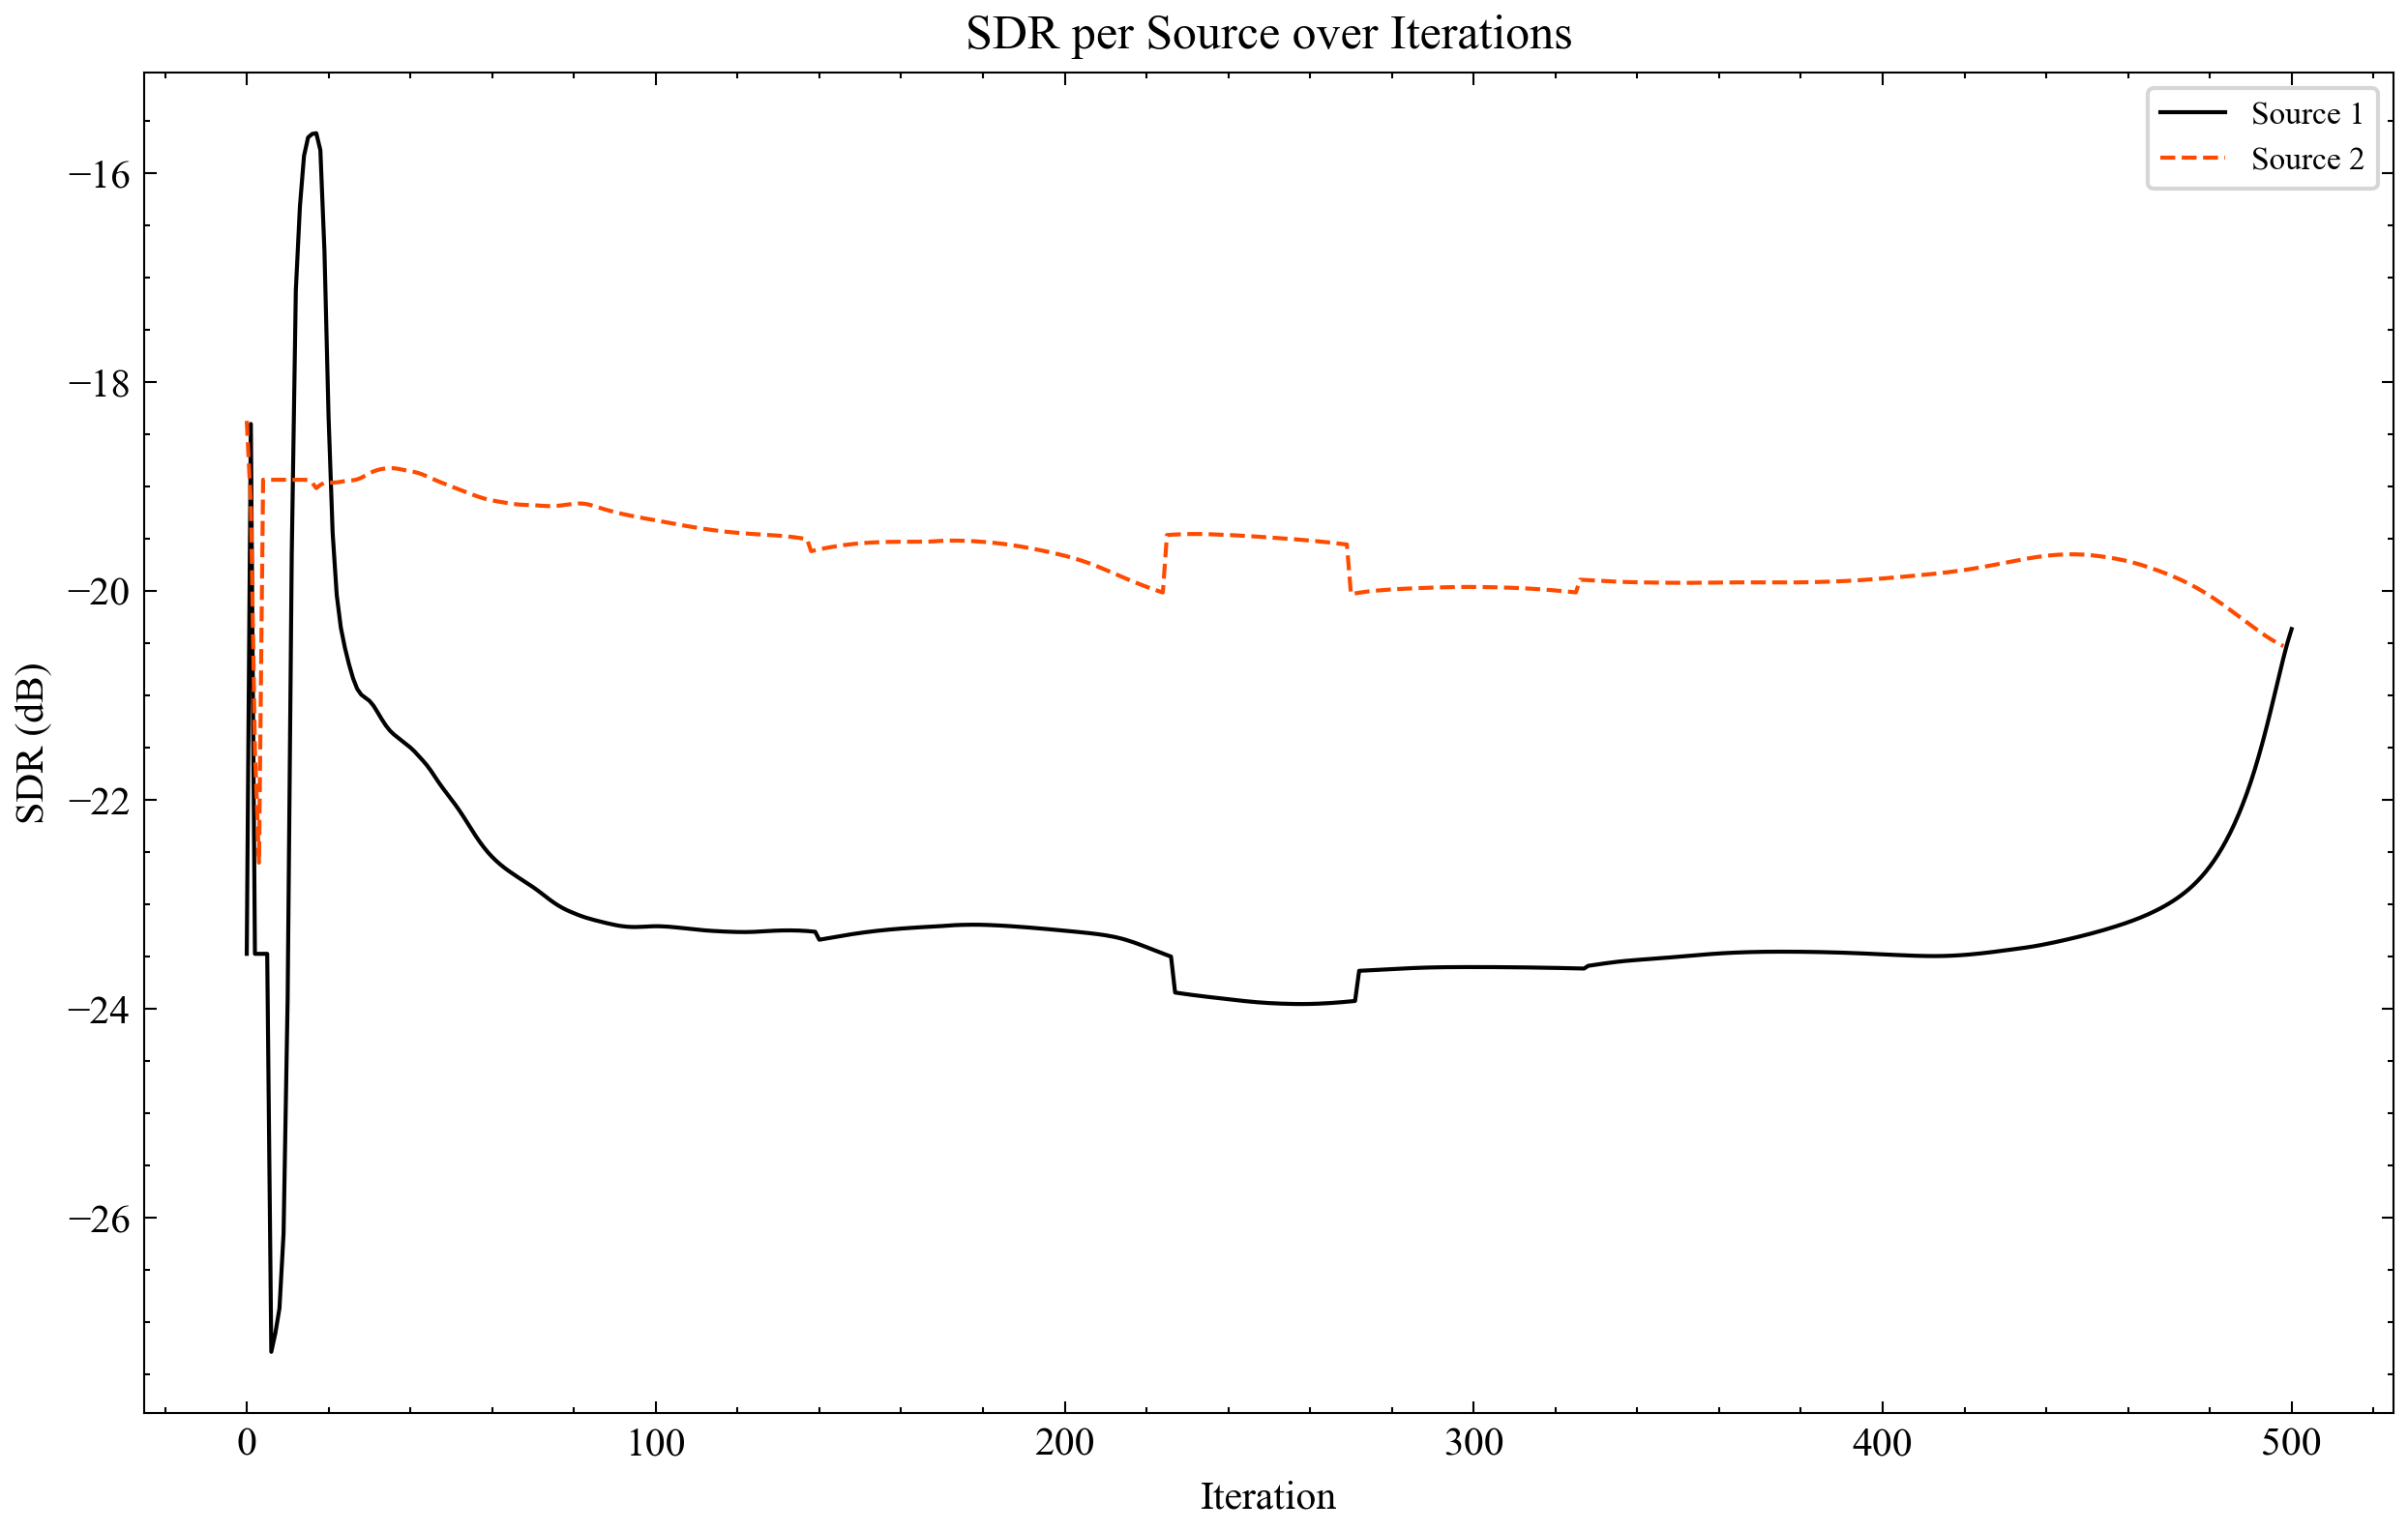 SDR per Source over Iterations
Source 1
Source 2
SDR (dB)
−16
−18
−20
−22
−24
−26
0 100 200 300 400 500
Iteration